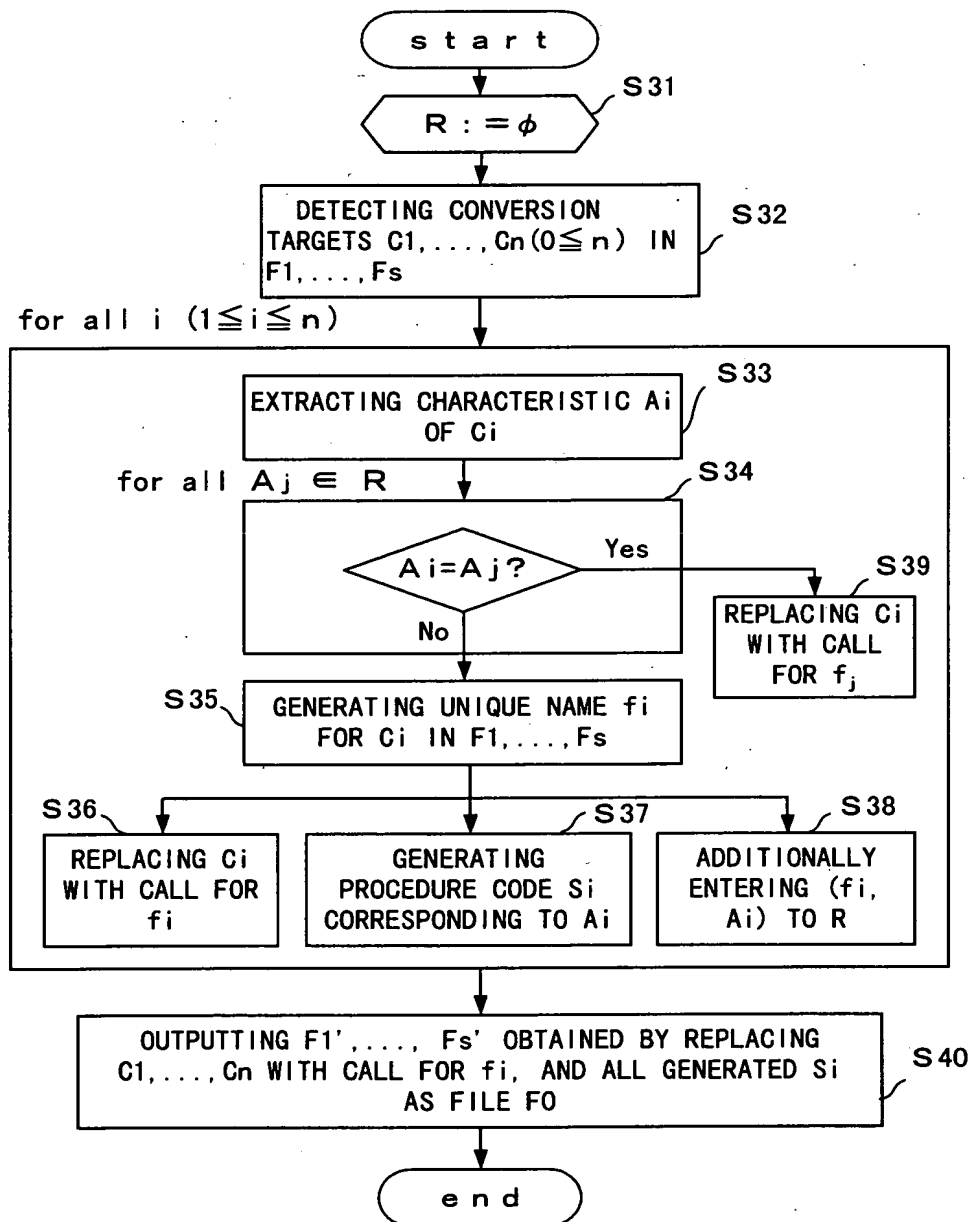 start
S31
R:=φ
DETECTING CONVERSION
TARGETS C1,...,Cn(0≦n) IN
F1,...,Fs
S32
for all i (1≦i≦n)
S33
EXTRACTING CHARACTERISTIC Ai
OF Ci
for all Aj ∈ R
S34
Ai=Aj?
Yes
No
S39
REPLACING Ci
WITH CALL
FOR fj
S35
GENERATING UNIQUE NAME fi
FOR Ci IN F1,...,Fs
S36
REPLACING Ci
WITH CALL FOR
fi
S37
GENERATING
PROCEDURE CODE Si
CORRESPONDING TO Ai
S38
ADDITIONALLY
ENTERING (fi,
Ai) TO R
OUTPUTTING F1',..., Fs' OBTAINED BY REPLACING
C1,...,Cn WITH CALL FOR fi, AND ALL GENERATED Si
AS FILE F0
S40
end